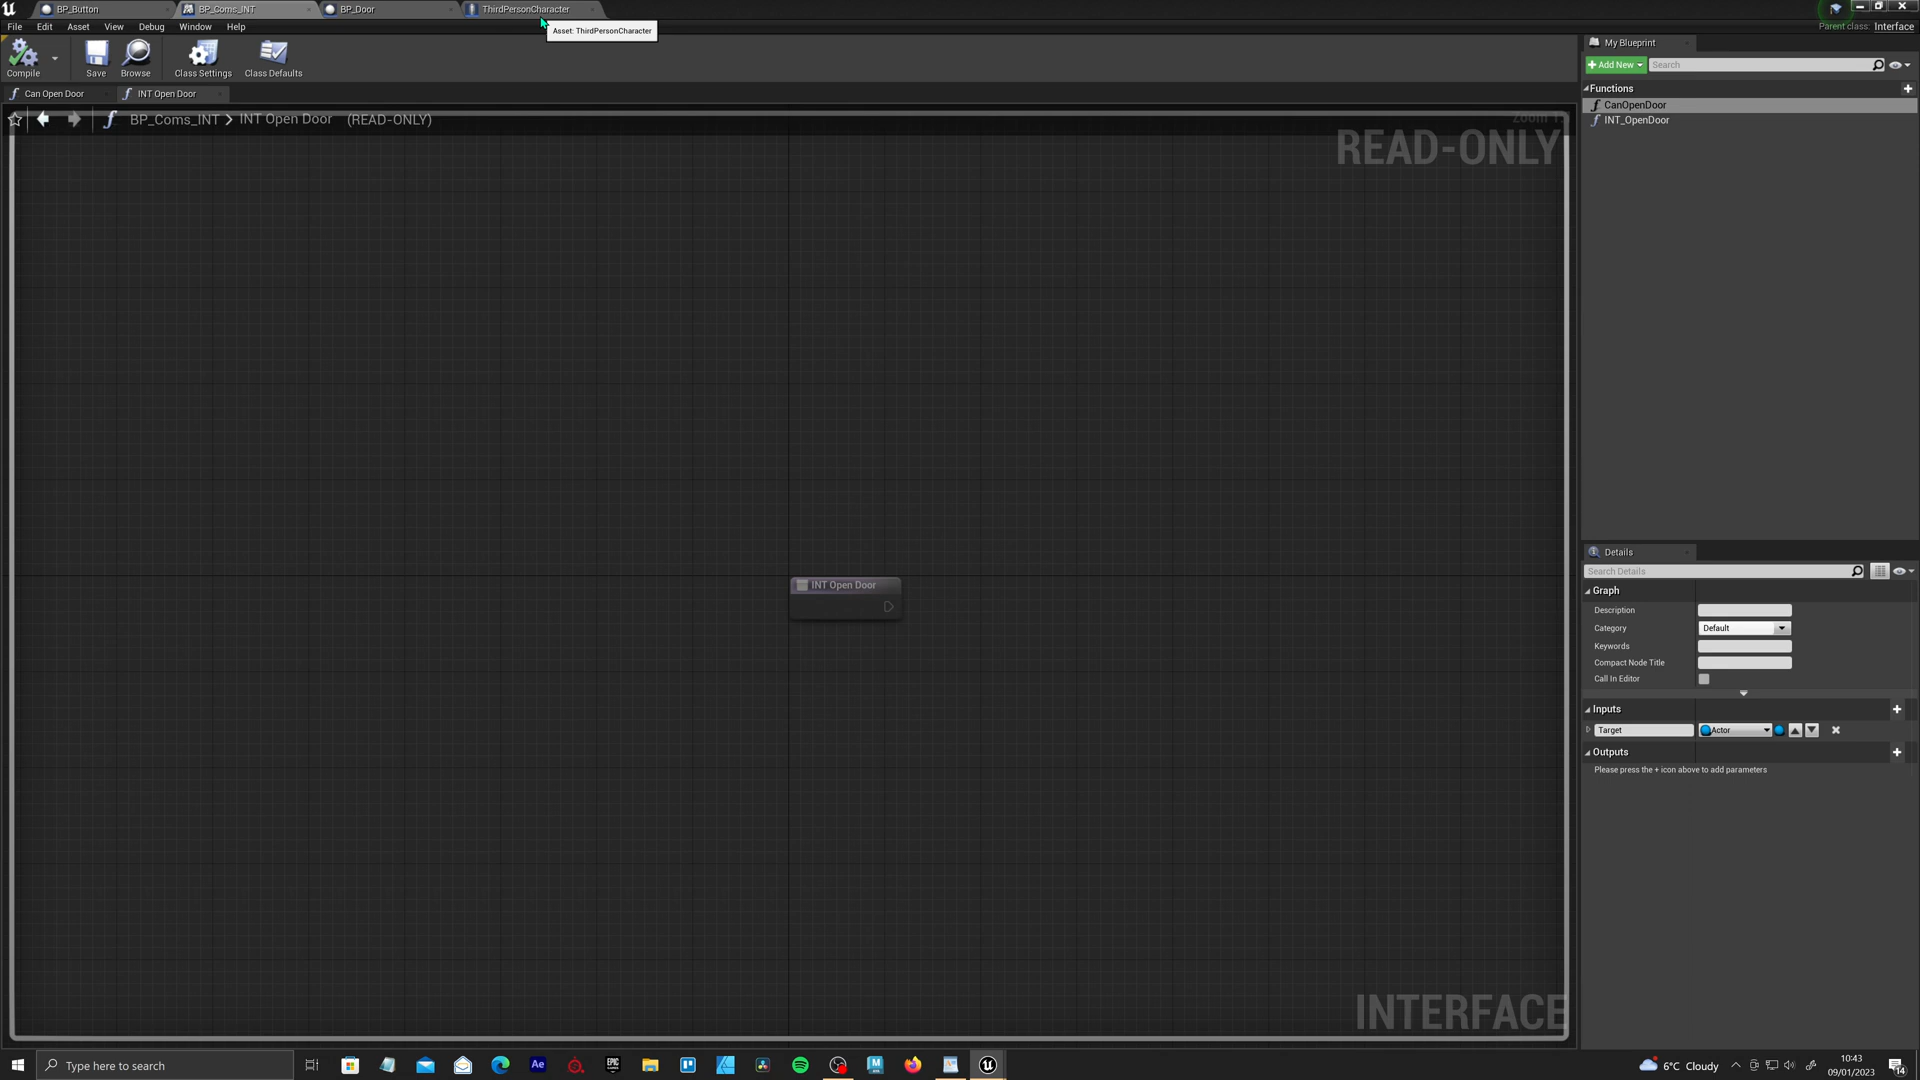 BP_Button
BP_Coms_INT
BP_Door
ThirdPersonCharacter
File
Edit
Asset
View
Debug
Window
Help
Asset: ThirdPersonCharacter
Parent class: Interface
Compile
Save
Browse
Class Settings
Class Defaults
My Blueprint
+ Add New
Search
Functions
CanOpenDoor
INT_OpenDoor
Can Open Door
INT Open Door
BP_Coms_INT > INT Open Door (READ-ONLY)
READ-ONLY
INT Open Door
INTERFACE
Details
Search Details
Graph
Description
Category
Default
Keywords
Compact Node Title
Call In Editor
Inputs
Target
Actor
Outputs
Please press the + icon above to add parameters
Type here to search
Ae
EPIC
6°C Cloudy
10:43
09/01/2023
14